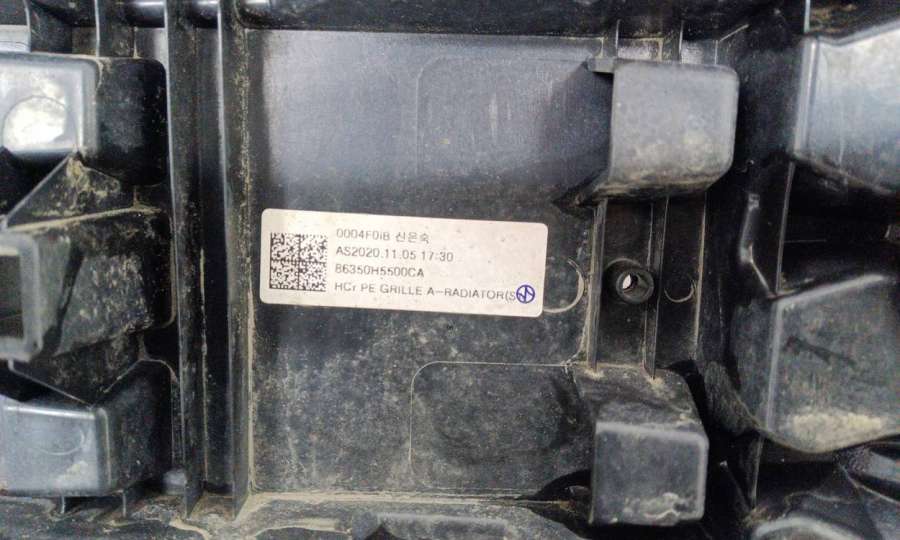 0004F0iB 신은숙
AS2020.11.05 17:30
86350H5500CA
HCr PE GRILLE A-RADIATOR(S